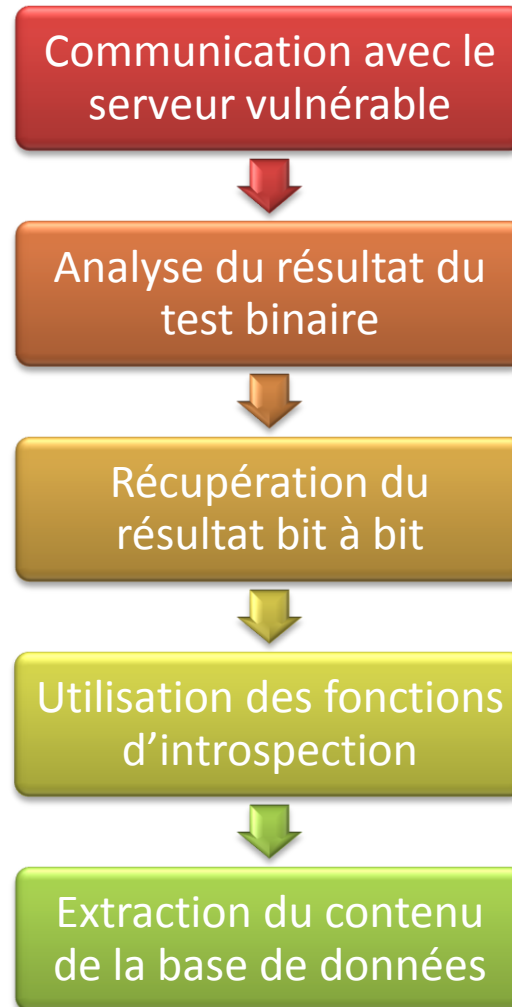 Communication avec le
serveur vulnérable
Analyse du résultat du
test binaire
Récupération du
résultat bit à bit
Utilisation des fonctions
d’introspection
Extraction du contenu
de la base de données